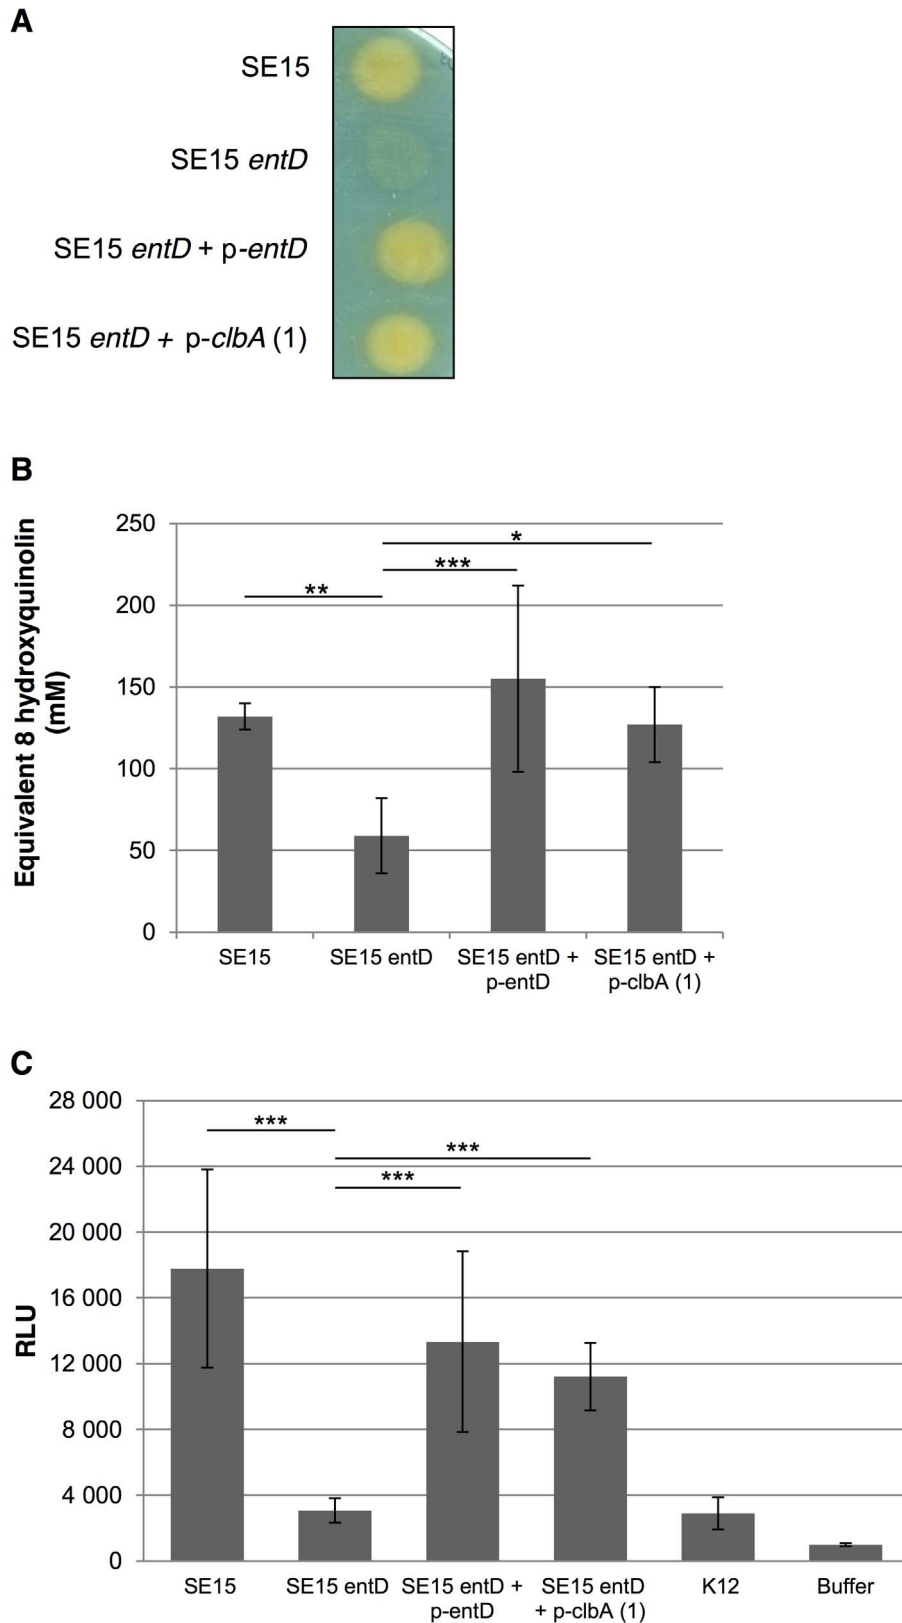 A
SE15
SE15 entD
SE15 entD + p-entD
SE15 entD + p-clbA (1)
B
Equivalent 8 hydroxyquinolin
(mM)
250
200
150
100
50
0
*
***
**
SE15
SE15 entD
SE15 entD +
p-entD
SE15 entD +
p-clbA (1)
C
RLU
28 000
24 000
20 000
16 000
12 000
8 000
4 000
0
***
***
***
SE15
SE15 entD
SE15 entD +
p-entD
SE15 entD
+ p-clbA (1)
K12
Buffer